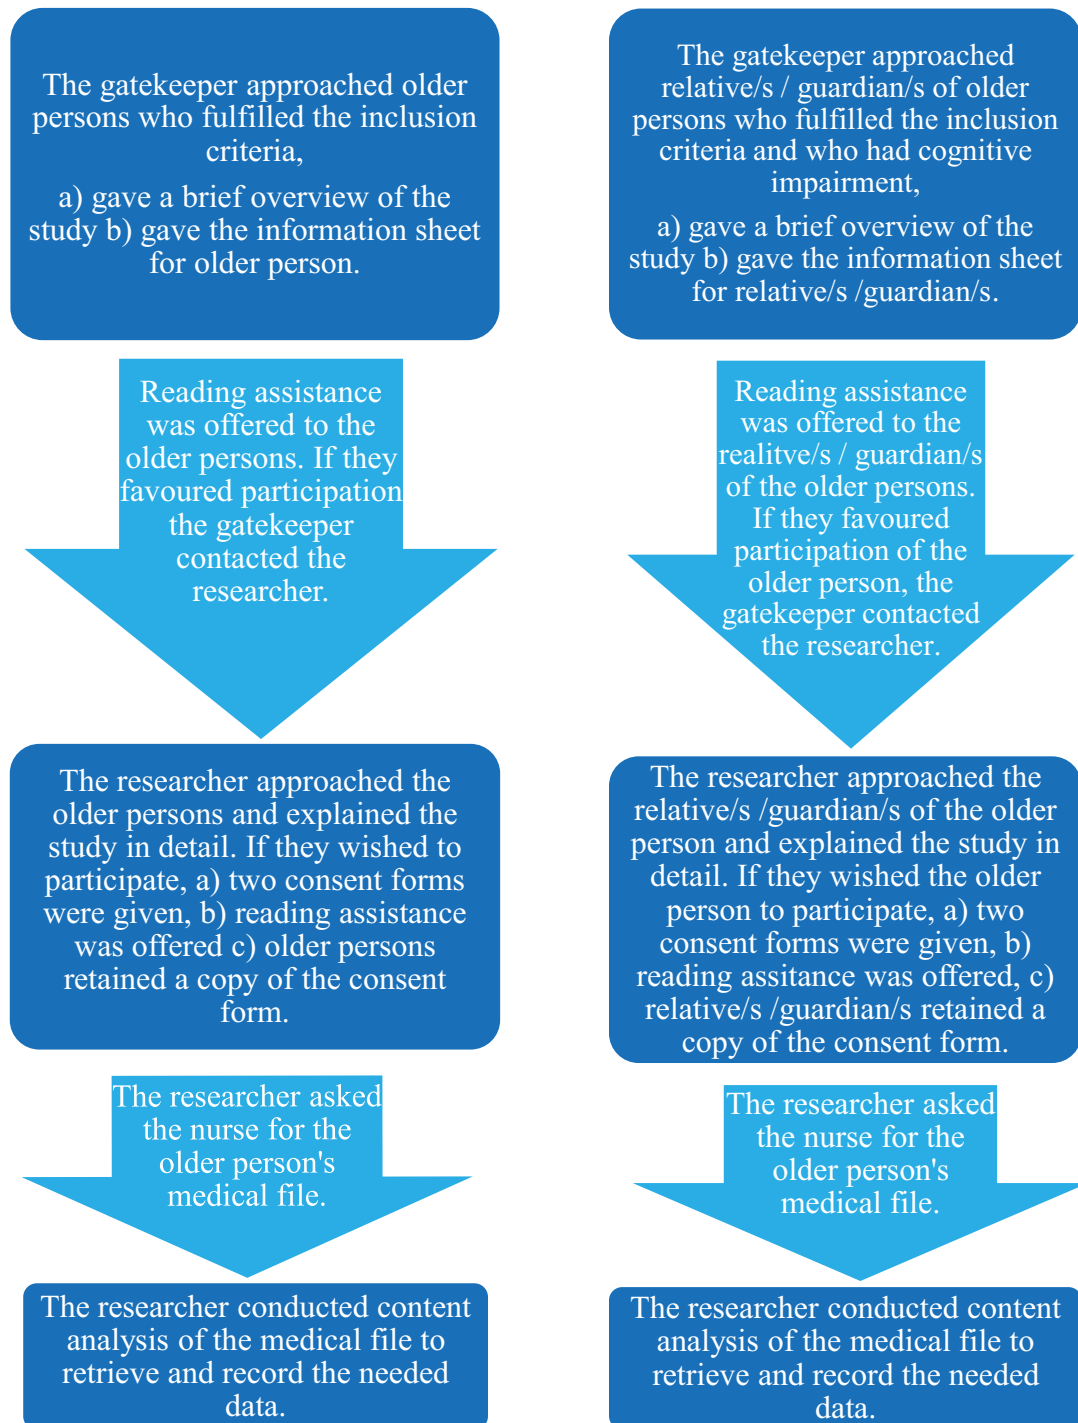 The gatekeeper approached older
persons who fulfilled the inclusion
criteria,
a) gave a brief overview of the
study b) gave the information sheet
for older person.
Reading assistance
was offered to the
older persons. If they
favoured participation
the gatekeeper
contacted the
researcher.
The researcher approached the
older persons and explained the
study in detail. If they wished to
participate, a) two consent forms
were given, b) reading assistance
was offered c) older persons
retained a copy of the consent
form.
The researcher asked
the nurse for the
older person's
medical file.
The researcher conducted content
analysis of the medical file to
retrieve and record the needed
data.
The gatekeeper approached
relative/s / guardian/s of older
persons who fulfilled the inclusion
criteria and who had cognitive
impairment,
a) gave a brief overview of the
study b) gave the information sheet
for relative/s /guardian/s.
Reading assistance
was offered to the
realitve/s / guardian/s
of the older persons.
If they favoured
participation of the
older person, the
gatekeeper contacted
the researcher.
The researcher approached the
relative/s /guardian/s of the older
person and explained the study in
detail. If they wished the older
person to participate, a) two
consent forms were given, b)
reading assitance was offered, c)
relative/s /guardian/s retained a
copy of the consent form.
The researcher asked
the nurse for the
older person's
medical file.
The researcher conducted content
analysis of the medical file to
retrieve and record the needed
data.